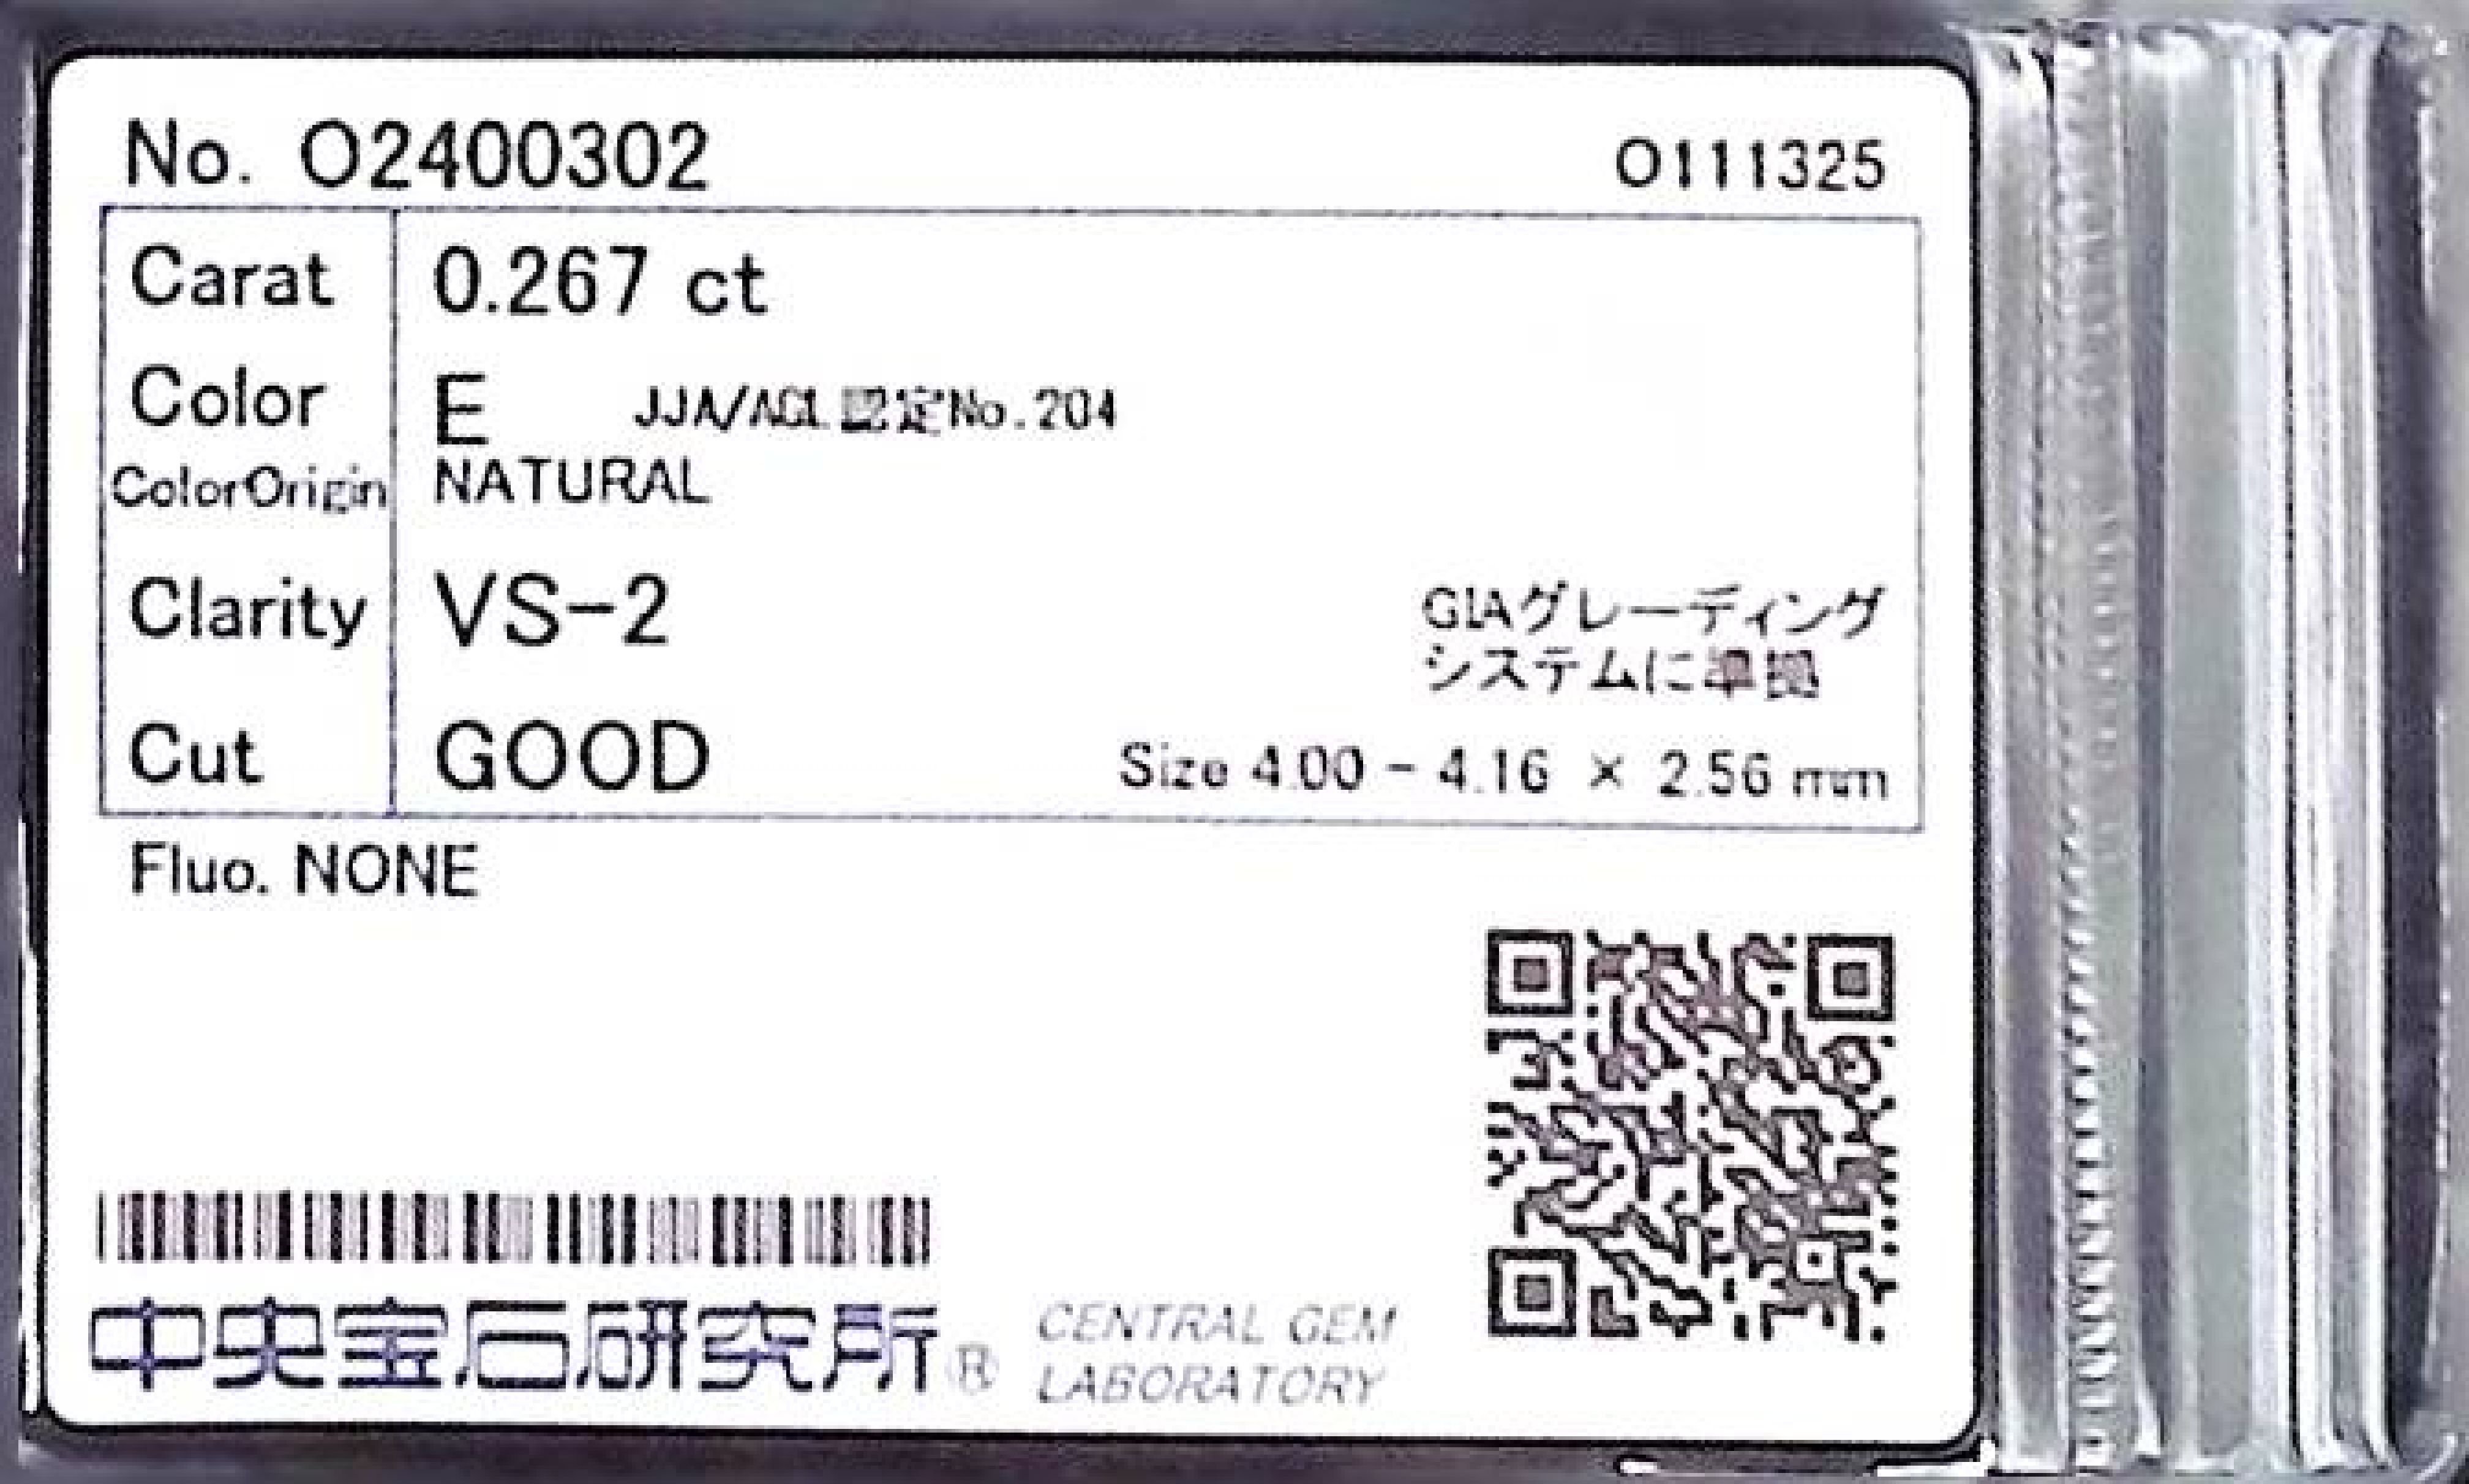 No. O2400302
O111325
Carat 0.267 ct
Color E JJA/AGL認定No.204
ColorOrigin NATURAL
Clarity VS-2
GIAグレーディング
システムに準拠
Cut GOOD
Size 4.00 - 4.16 × 2.56 mm
Fluo. NONE
中央宝石研究所®
CENTRAL GEM
LABORATORY